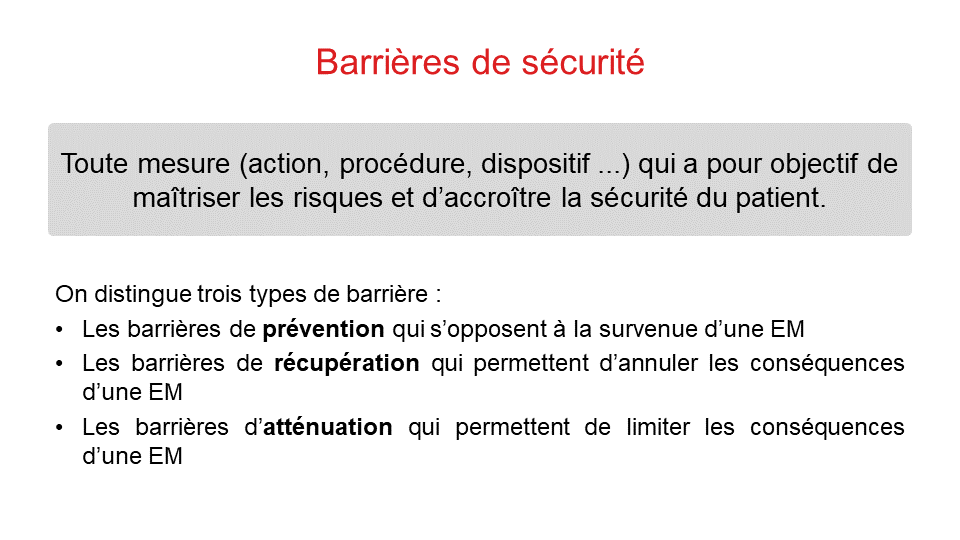 Barrières de sécurité
Toute mesure (action, procédure, dispositif ...) qui a pour objectif de
maîtriser les risques et d’accroître la sécurité du patient.
On distingue trois types de barrière :
• Les barrières de prévention qui s’opposent à la survenue d’une EM
• Les barrières de récupération qui permettent d’annuler les conséquences
d’une EM
• Les barrières d’atténuation qui permettent de limiter les conséquences
d’une EM